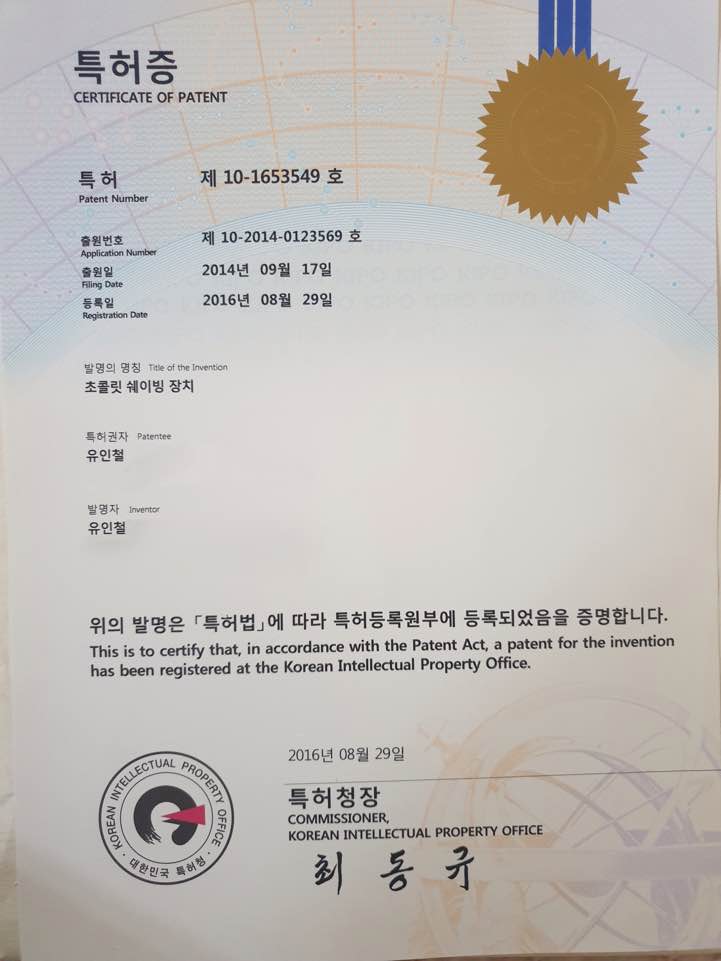 특허증
CERTIFICATE OF PATENT
특허 제 10-1653549 호
Patent Number
출원번호 제 10-2014-0123569 호
Application Number
출원일 2014년 09월 17일
Filing Date
등록일 2016년 08월 29일
Registration Date
발명의 명칭 Title of the Invention
초콜릿 쉐이빙 장치
특허권자 Patentee
유인철
발명자 Inventor
유인철
위의 발명은 「특허법」에 따라 특허등록원부에 등록되었음을 증명합니다.
This is to certify that, in accordance with the Patent Act, a patent for the invention
has been registered at the Korean Intellectual Property Office.
2016년 08월 29일
특허청장
COMMISSIONER,
KOREAN INTELLECTUAL PROPERTY OFFICE
최동규
KOREAN INTELLECTUAL PROPERTY OFFICE
· 대한민국 특허청 ·